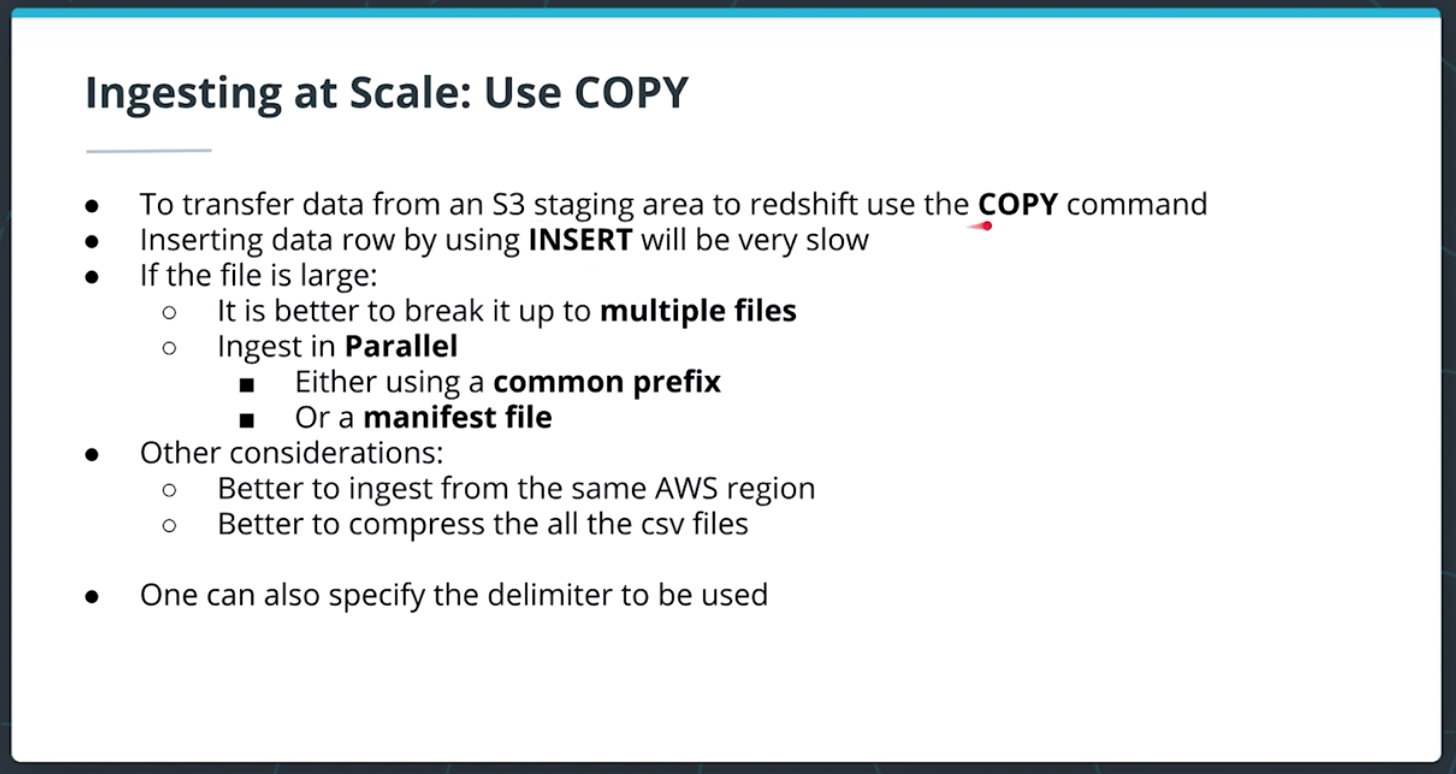 Ingesting at Scale: Use COPY
● To transfer data from an S3 staging area to redshift use the COPY command
● Inserting data row by using INSERT will be very slow
● If the file is large:
○ It is better to break it up to multiple files
○ Ingest in Parallel
■ Either using a common prefix
■ Or a manifest file
● Other considerations:
○ Better to ingest from the same AWS region
○ Better to compress the all the csv files
● One can also specify the delimiter to be used